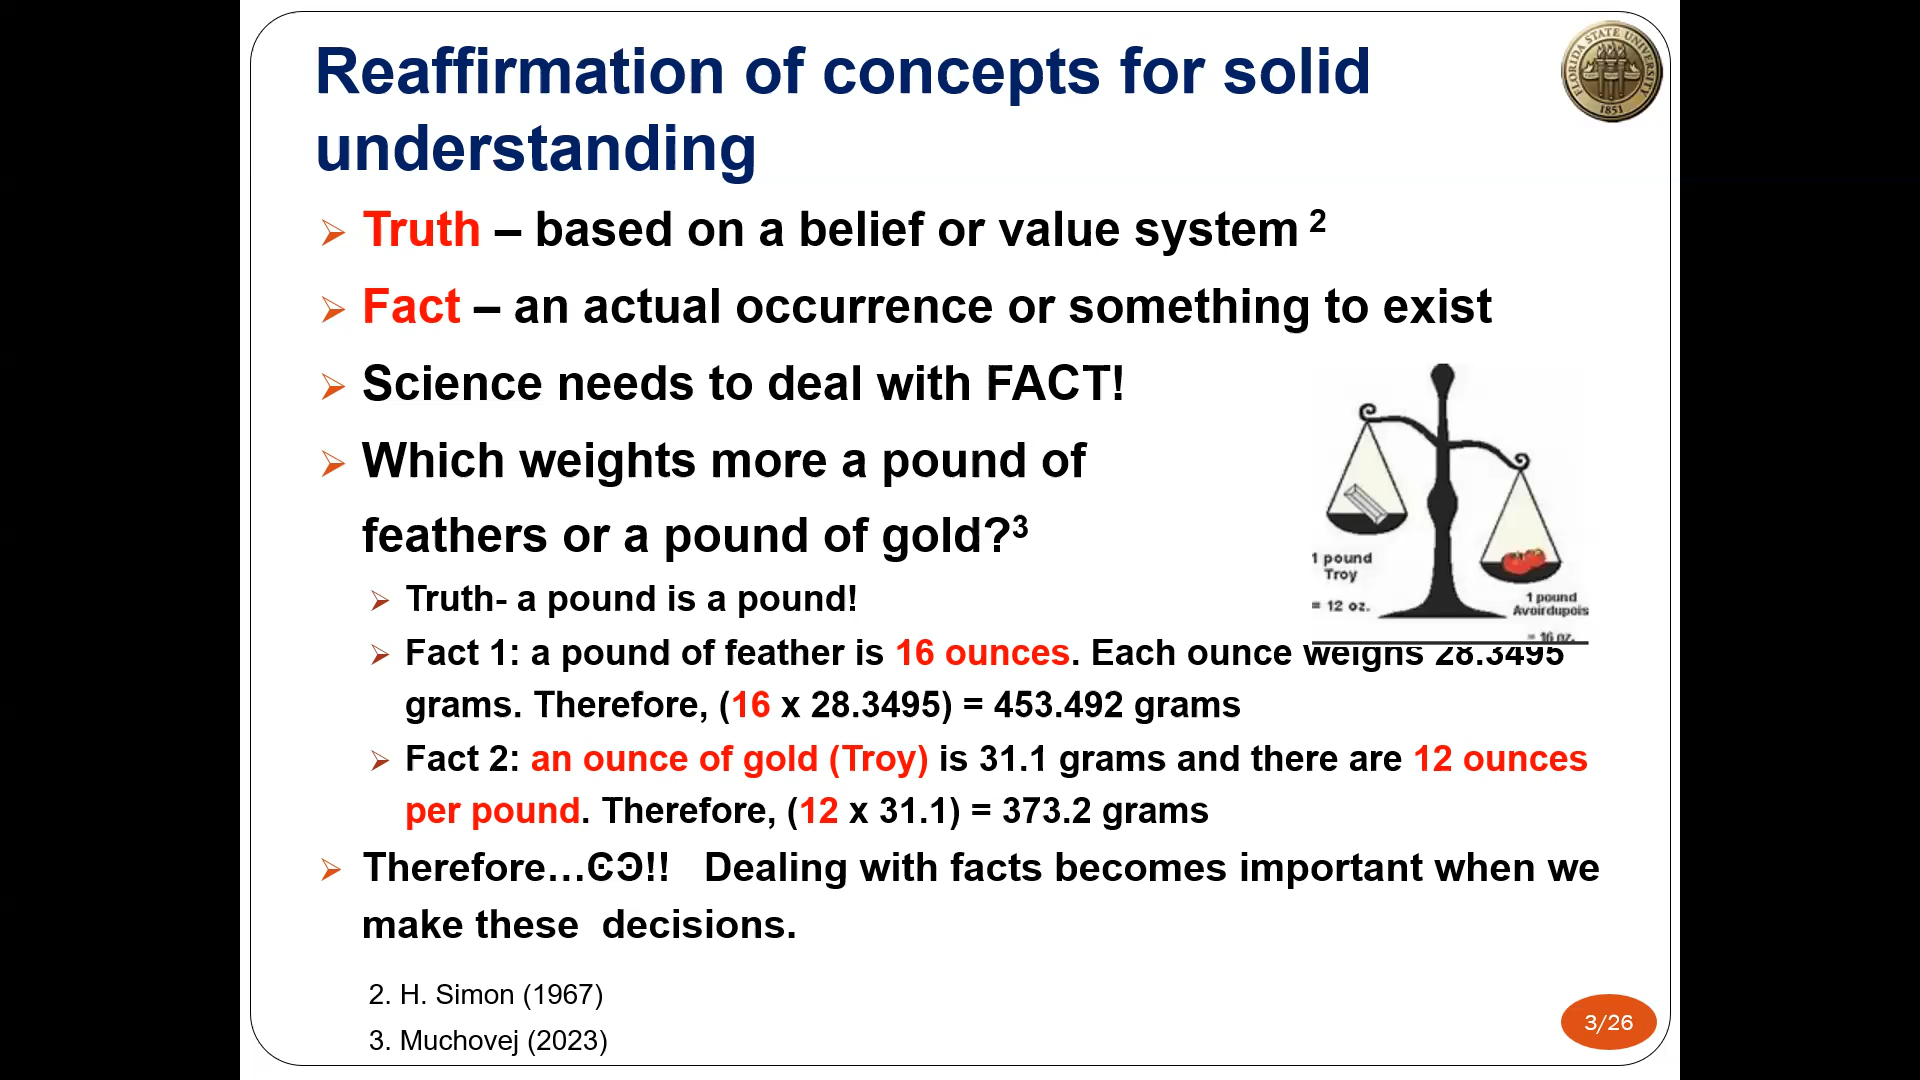 Reaffirmation of concepts for solid
understanding
FLORIDA STATE UNIVERSITY
1851
Truth – based on a belief or value system 2
Fact – an actual occurrence or something to exist
Science needs to deal with FACT!
Which weights more a pound of
feathers or a pound of gold?3
1 pound
Troy
= 12 oz.
1 pound
Avoirdupois
= 16 oz.
Truth- a pound is a pound!
Fact 1: a pound of feather is 16 ounces. Each ounce weighs 28.3495
grams. Therefore, (16 x 28.3495) = 453.492 grams
Fact 2: an ounce of gold (Troy) is 31.1 grams and there are 12 ounces
per pound. Therefore, (12 x 31.1) = 373.2 grams
Therefore…ЄЭ!! Dealing with facts becomes important when we
make these decisions.
2. H. Simon (1967)
3. Muchovej (2023)
3/26